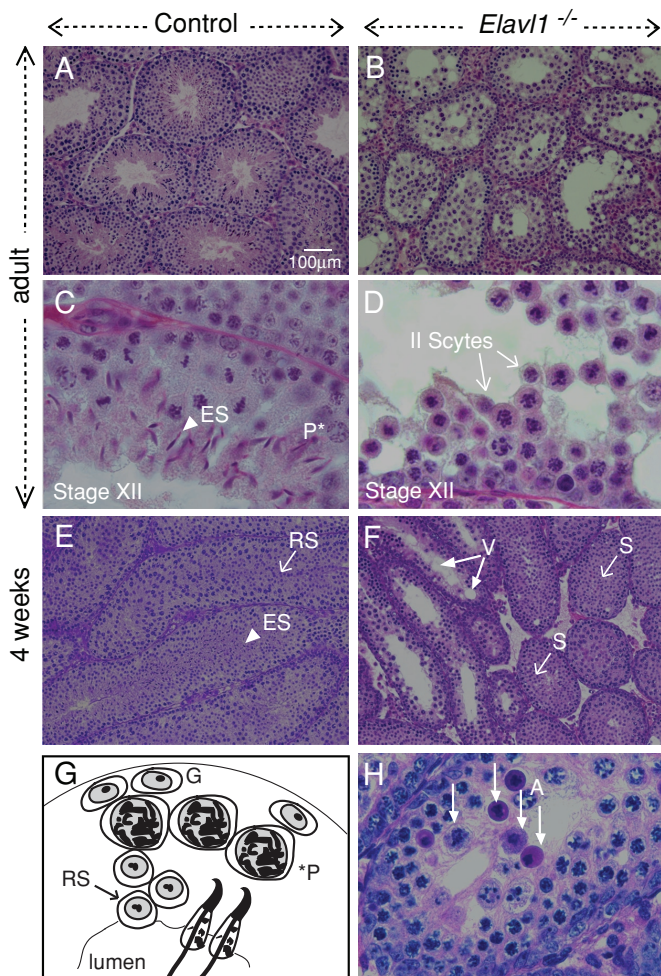 Control
Elavl1 -/-
adult
4 weeks
A
100µm
B
C
ES
P*
Stage XII
D
II Scytes
Stage XII
E
RS
ES
F
V
S
S
G
G
*P
RS
lumen
H
A